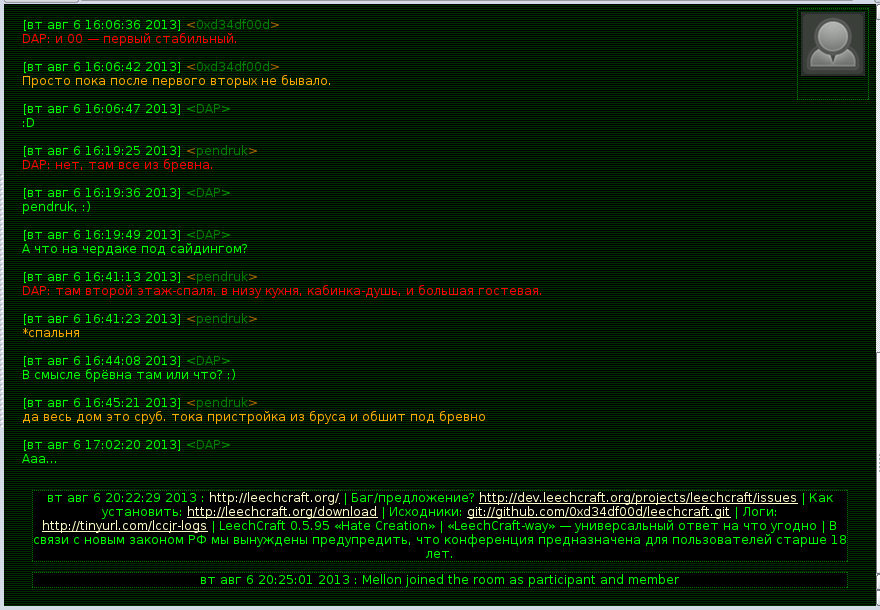 [вт авг 6 16:06:36 2013] <0xd34df00d>
DAP: и 00 — первый стабильный.
[вт авг 6 16:06:42 2013] <0xd34df00d>
Просто пока после первого вторых не бывало.
[вт авг 6 16:06:47 2013] <DAP>
:D
[вт авг 6 16:19:25 2013] <pendruk>
DAP: нет, там все из бревна.
[вт авг 6 16:19:36 2013] <DAP>
pendruk, :)
[вт авг 6 16:19:49 2013] <DAP>
А что на чердаке под сайдингом?
[вт авг 6 16:41:13 2013] <pendruk>
DAP: там второй этаж-спаля, в низу кухня, кабинка-душь, и большая гостевая.
[вт авг 6 16:41:23 2013] <pendruk>
*спальня
[вт авг 6 16:44:08 2013] <DAP>
В смысле брёвна там или что? :)
[вт авг 6 16:45:21 2013] <pendruk>
да весь дом это сруб. тока пристройка из бруса и обшит под бревно
[вт авг 6 17:02:20 2013] <DAP>
Ааа...
вт авг 6 20:22:29 2013 : http://leechcraft.org/ | Баг/предложение? http://dev.leechcraft.org/projects/leechcraft/issues | Как
установить: http://leechcraft.org/download | Исходники: git://github.com/0xd34df00d/leechcraft.git | Логи:
http://tinyurl.com/lccjr-logs | LeechCraft 0.5.95 «Hate Creation» | «LeechCraft-way» — универсальный ответ на что угодно | В
связи с новым законом РФ мы вынуждены предупредить, что конференция предназначена для пользователей старше 18
лет.
вт авг 6 20:25:01 2013 : Mellon joined the room as participant and member